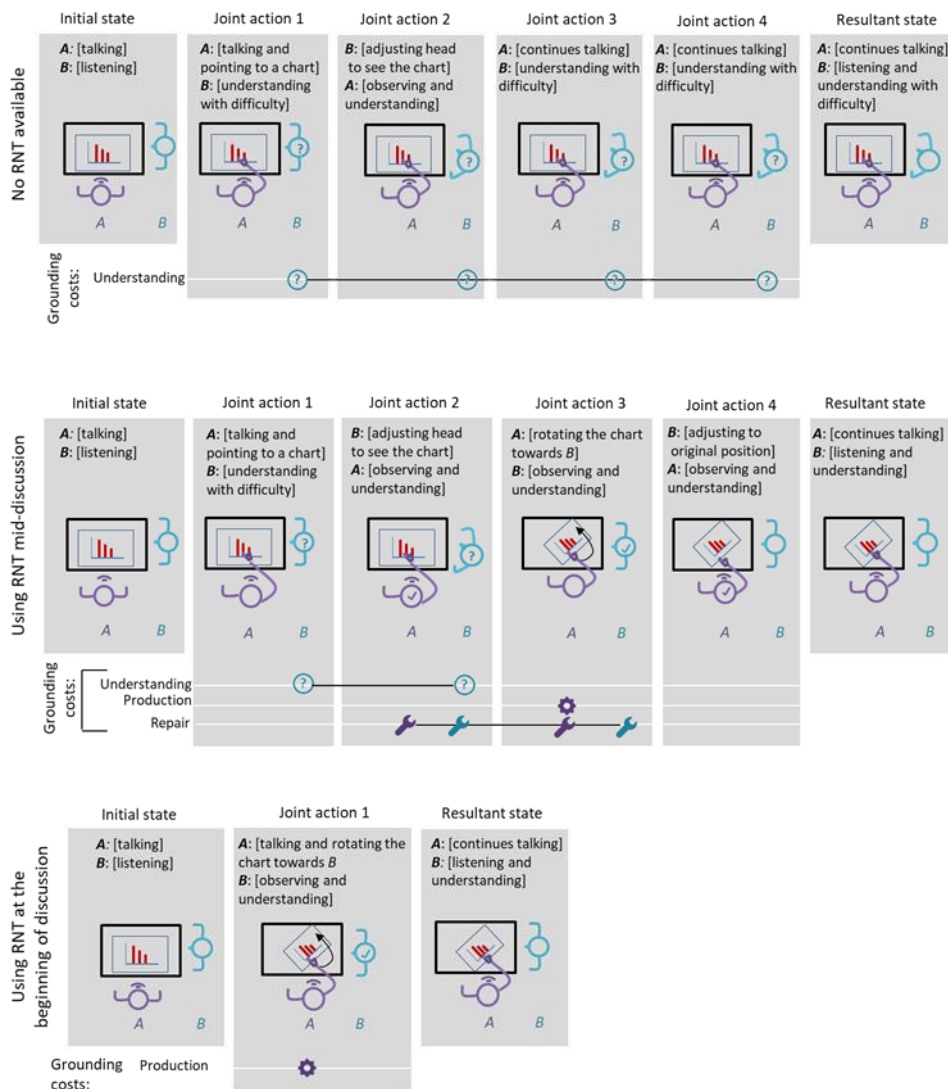 Initial state
Joint action 1
Joint action 2
Joint action 3
Joint action 4
Resultant state
No RNT available
A: [talking]
B: [listening]
A: [talking and
pointing to a chart]
B: [understanding
with difficulty]
B: [adjusting head
to see the chart]
A: [observing and
understanding]
A: [continues talking]
B: [understanding with
difficulty]
A: [continues talking]
B: [understanding with
difficulty]
A: [continues talking]
B: [listening and
understanding with
difficulty]
?
?
?
?
A B
A B
A B
A B
A B
A B
Grounding
costs:
Understanding
? ? ? ?
Initial state
Joint action 1
Joint action 2
Joint action 3
Joint action 4
Resultant state
Using RNT mid-discussion
A: [talking]
B: [listening]
A: [talking and
pointing to a chart]
B: [understanding
with difficulty]
B: [adjusting head
to see the chart]
A: [observing and
understanding]
A: [rotating the chart
towards B]
B: [observing and
understanding]
B: [adjusting to
original position]
A: [observing and
understanding]
A: [continues talking]
B: [listening and
understanding]
?
?
A B
A B
A B
A B
A B
A B
Grounding
costs:
Understanding
? ?
Production
Repair
Initial state
Joint action 1
Resultant state
Using RNT at the
beginning of discussion
A: [talking]
B: [listening]
A: [talking and rotating the
chart towards B
B: [observing and
understanding]
A: [continues talking]
B: [listening and
understanding]
A B
A B
A B
Grounding
costs:
Production